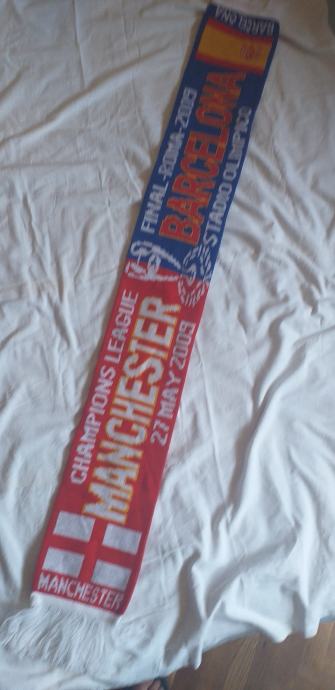 MANCHESTER
CHAMPIONS LEAGUE
MANCHESTER
27 MAY 2009
FINAL-ROMA-2009
BARCELONA
STADIO OLIMPICO
BARCELONA